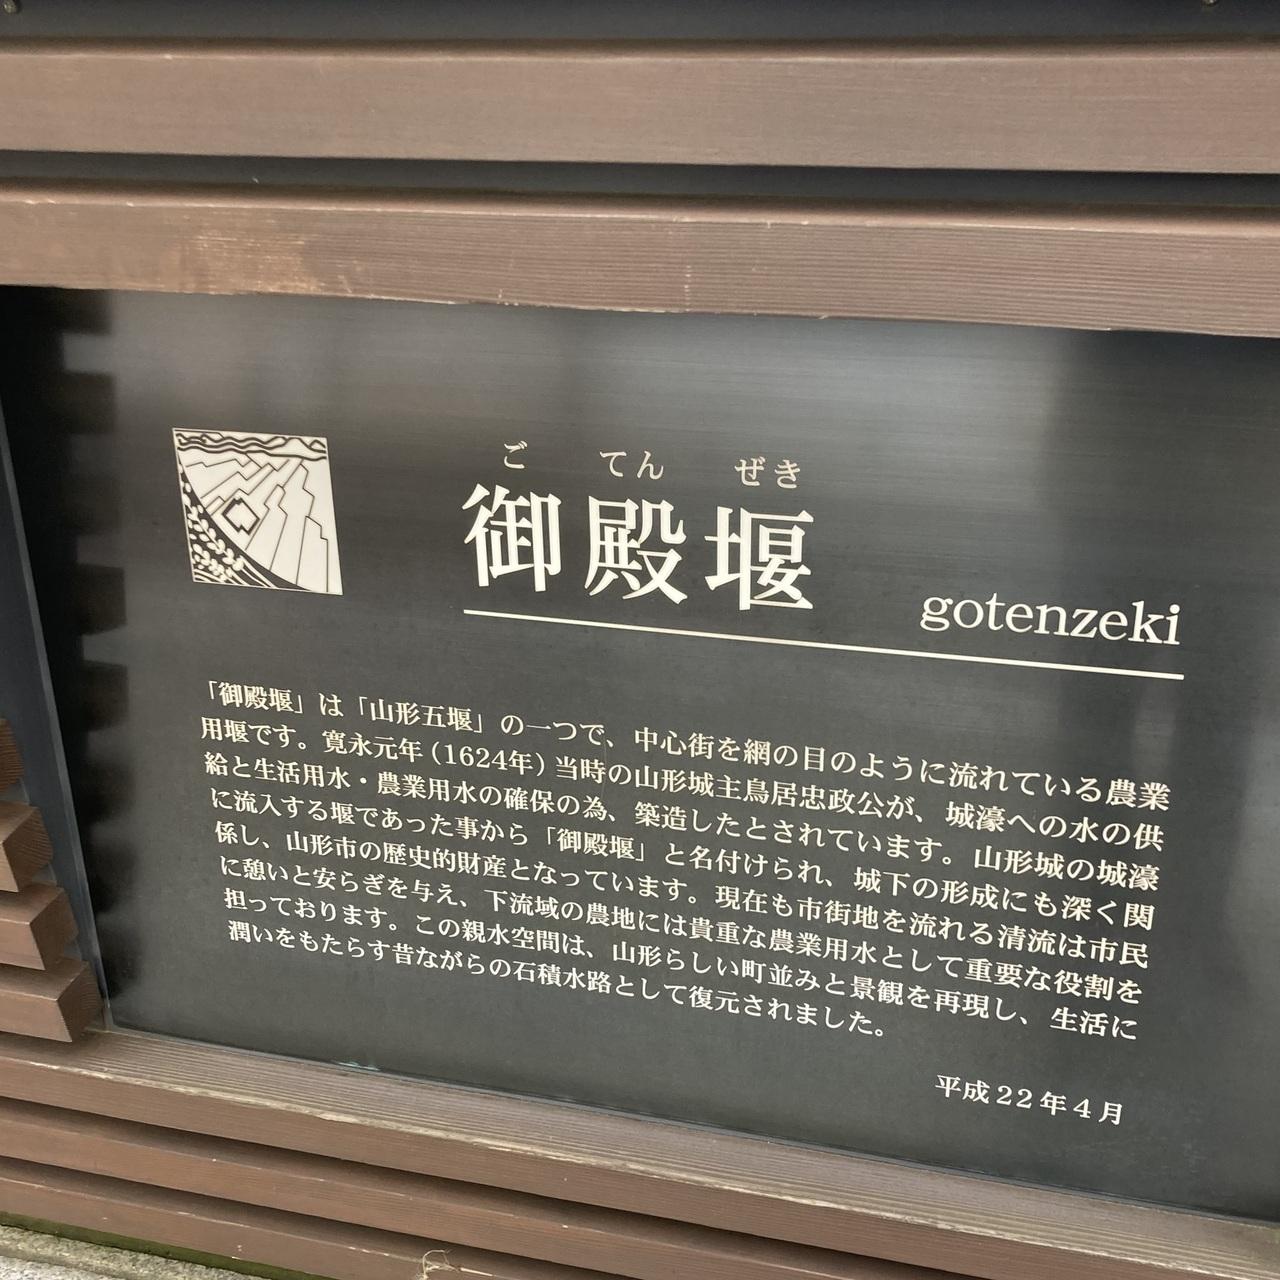 ご てん ぜき
御殿堰
gotenzeki
「御殿堰」は「山形五堰」の一つで、中心街を網の目のように流れている農業
用堰です。寛永元年(1624年)当時の山形城主鳥居忠政公が、城濠への水の供
給と生活用水・農業用水の確保の為、築造したとされています。山形城の城濠
に流入する堰であった事から「御殿堰」と名付けられ、城下の形成にも深く関
係し、山形市の歴史的財産となっています。現在も市街地を流れる清流は市民
に憩いと安らぎを与え、下流域の農地には貴重な農業用水として重要な役割を
担っております。この親水空間は、山形らしい町並みと景観を再現し、生活に
潤いをもたらす昔ながらの石積水路として復元されました。
平成22年4月